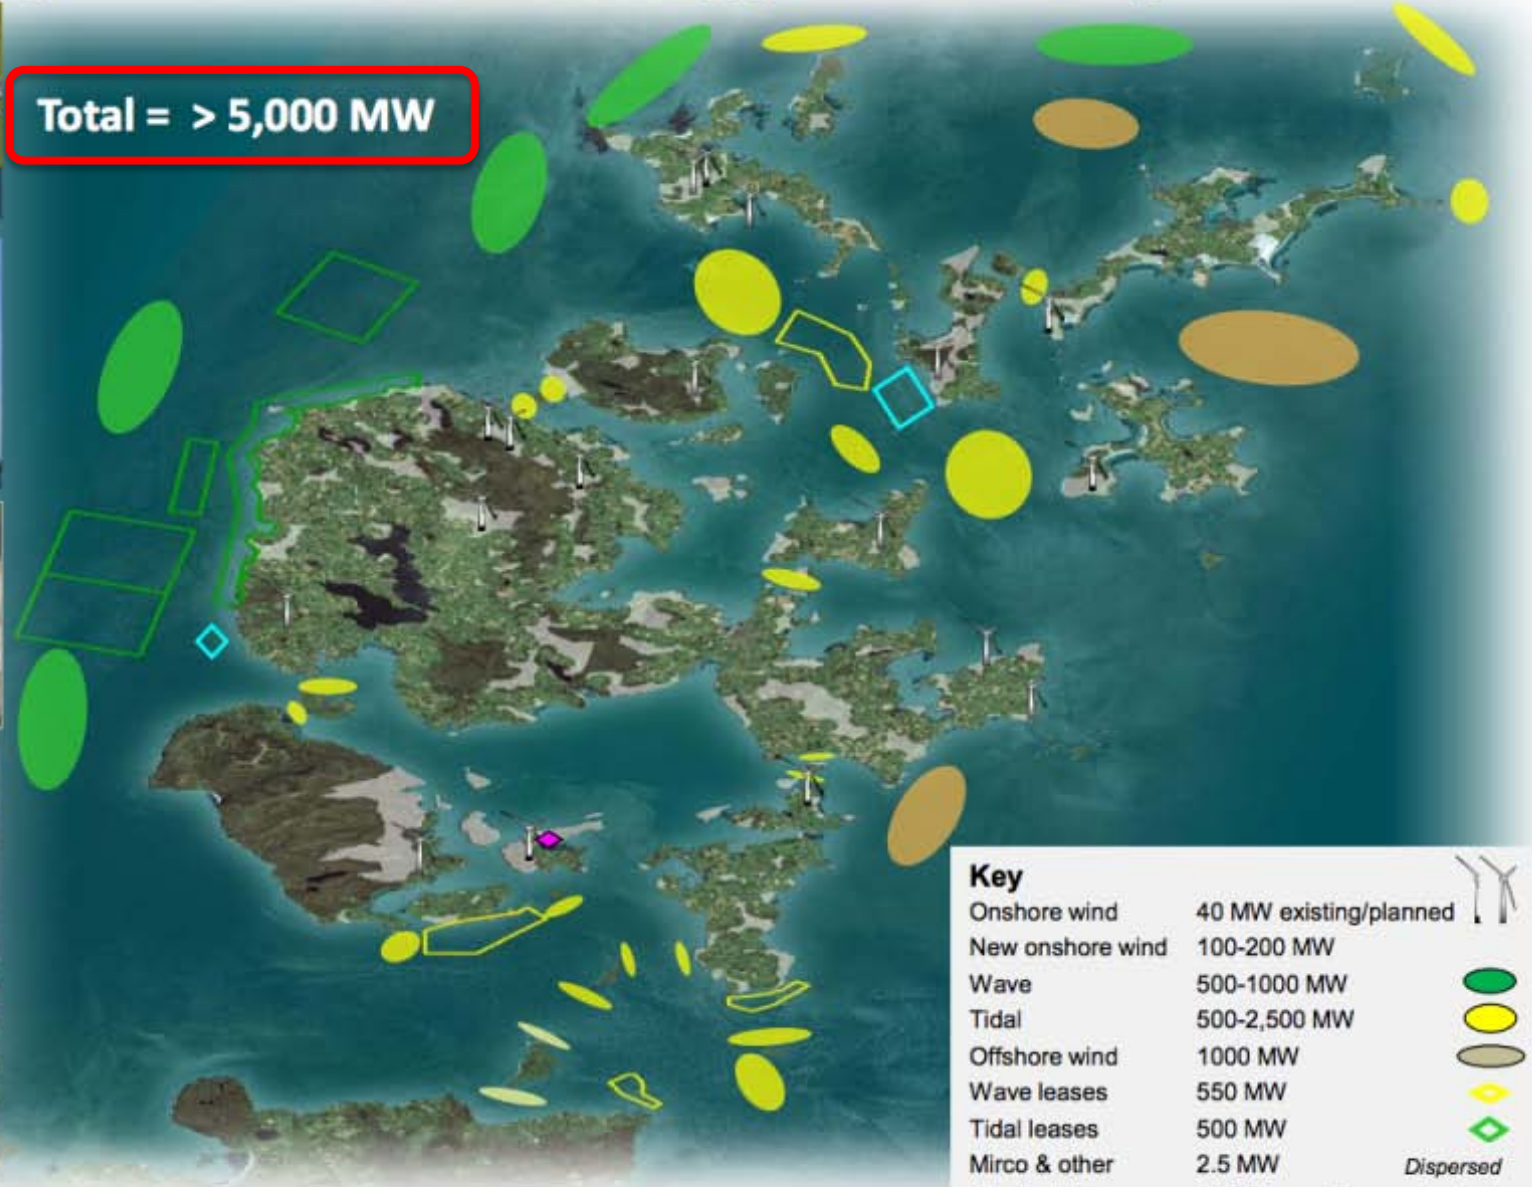 Total = > 5,000 MW
Key
Onshore wind 40 MW existing/planned
New onshore wind 100-200 MW
Wave 500-1000 MW
Tidal 500-2,500 MW
Offshore wind 1000 MW
Wave leases 550 MW
Tidal leases 500 MW
Mirco & other 2.5 MW Dispersed